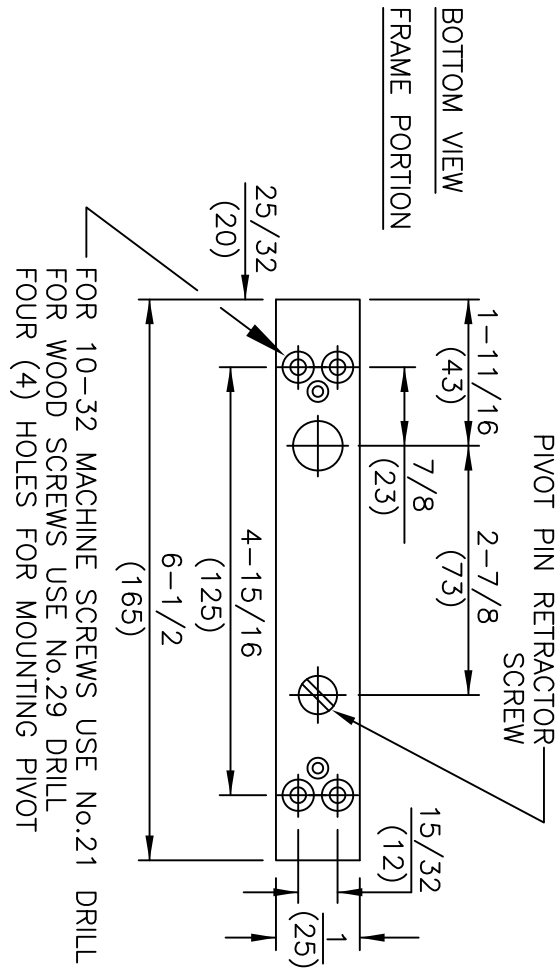 BOTTOM VIEW
FRAME PORTION
PIVOT PIN RETRACTOR
SCREW
1-11/16
(43)
2-7/8
(73)
7/8
(23)
15/32
(12)
1
(25)
25/32
(20)
4-15/16
(125)
6-1/2
(165)
FOR 10-32 MACHINE SCREWS USE No.21 DRILL
FOR WOOD SCREWS USE No.29 DRILL
FOUR (4) HOLES FOR MOUNTING PIVOT